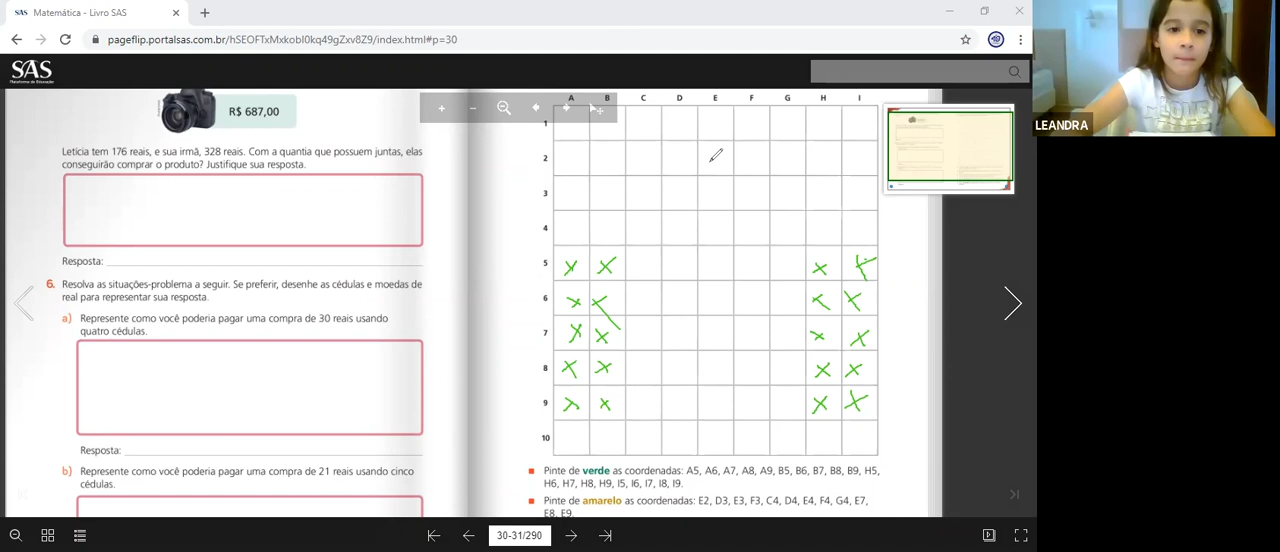 SAS Matemática - Livro SAS
pageflip.portalsas.com.br/hSEOFTxMxkobI0kq49gZxv8Z9/index.html#p=30
SAS
Plataforma de Educação
R$ 687,00
Letícia tem 176 reais, e sua irmã, 328 reais. Com a quantia que possuem juntas, elas
conseguirão comprar o produto? Justifique sua resposta.
Resposta:
6. Resolva as situações-problema a seguir. Se preferir, desenhe as cédulas e moedas de
real para representar sua resposta.
a) Represente como você poderia pagar uma compra de 30 reais usando
quatro cédulas.
Resposta:
b) Represente como você poderia pagar uma compra de 21 reais usando cinco
cédulas.
A B C D E F G H I
1
2
3
4
5
6
7
8
9
10
Pinte de verde as coordenadas: A5, A6, A7, A8, A9, B5, B6, B7, B8, B9, H5,
H6, H7, H8, H9, I5, I6, I7, I8, I9.
Pinte de amarelo as coordenadas: E2, D3, E3, F3, C4, D4, E4, F4, G4, E7,
E8, E9.
LEANDRA
30-31/290